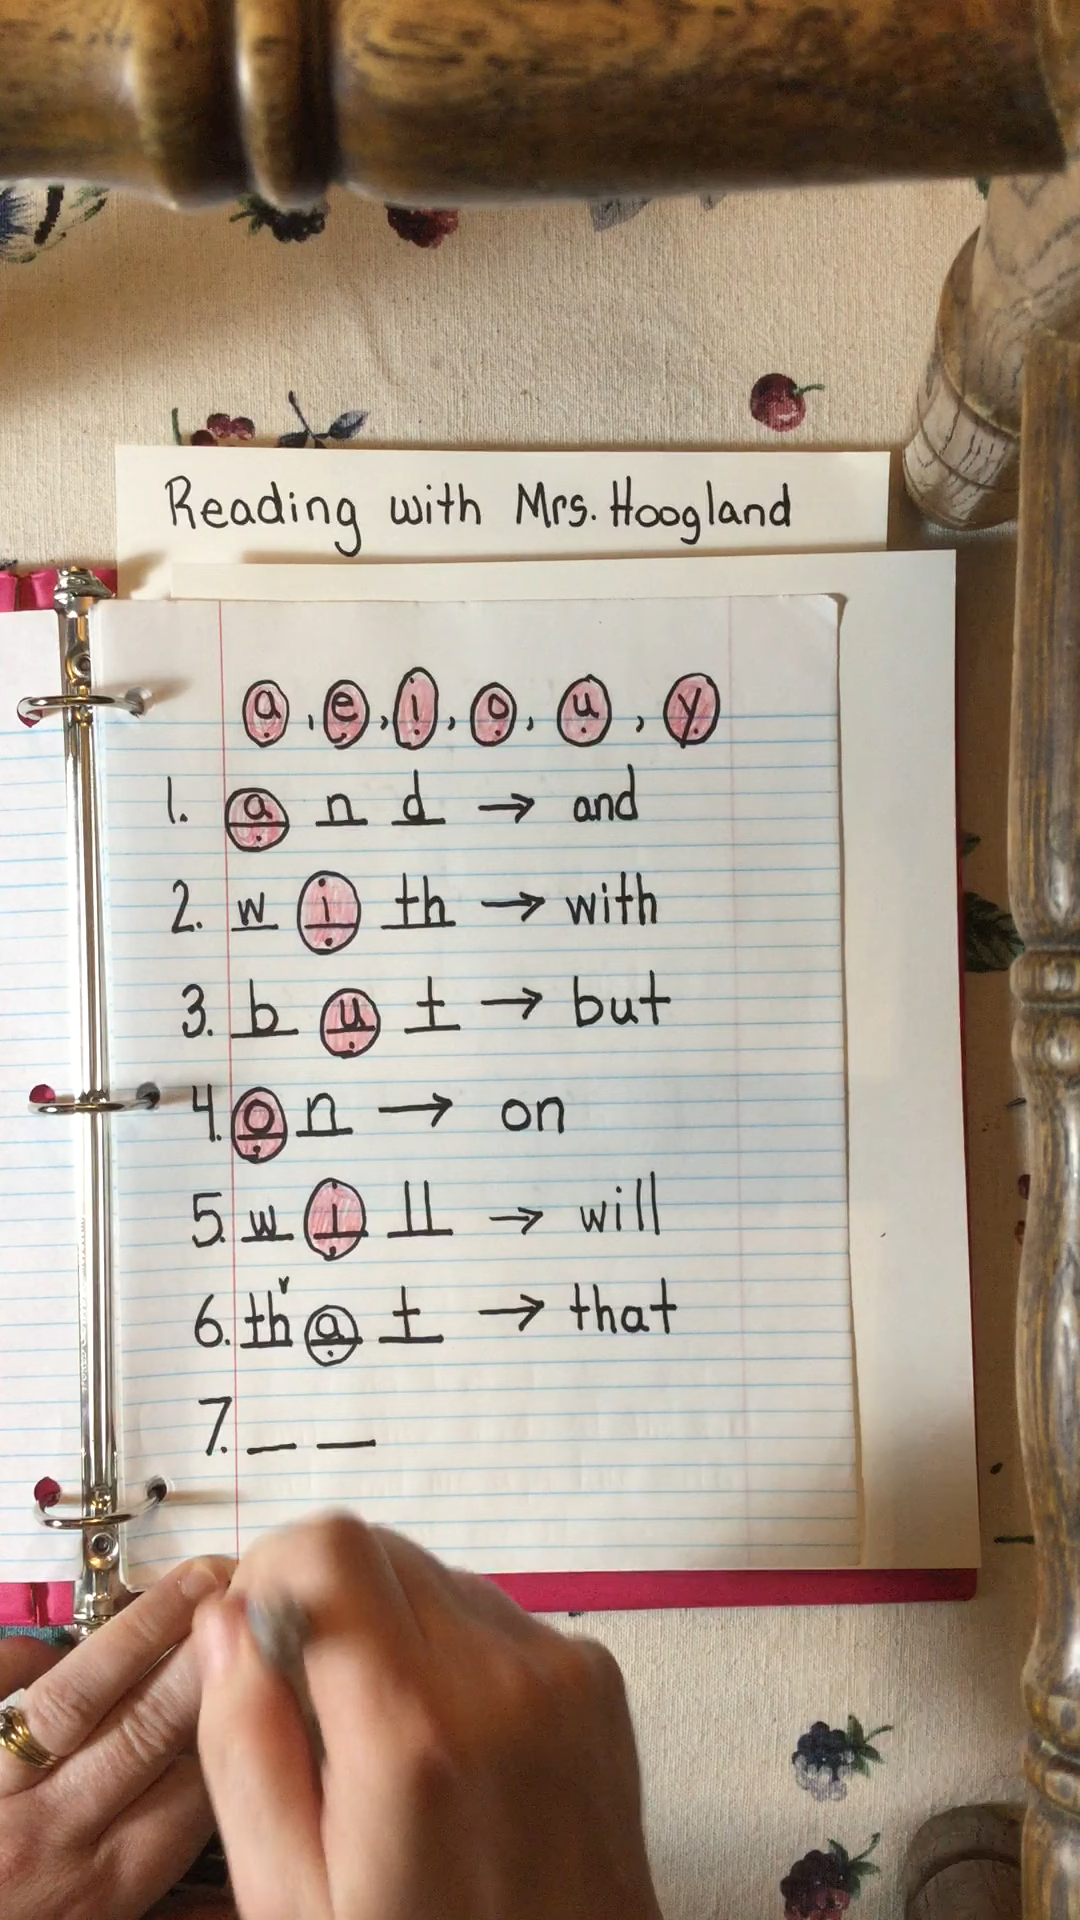 Reading with Mrs. Hoogland
a, e, i, o, u, y
1. a n d → and
2. w i th → with
3. b u t → but
4. o n → on
5. w i ll → will
6. th a t → that
7. _ _